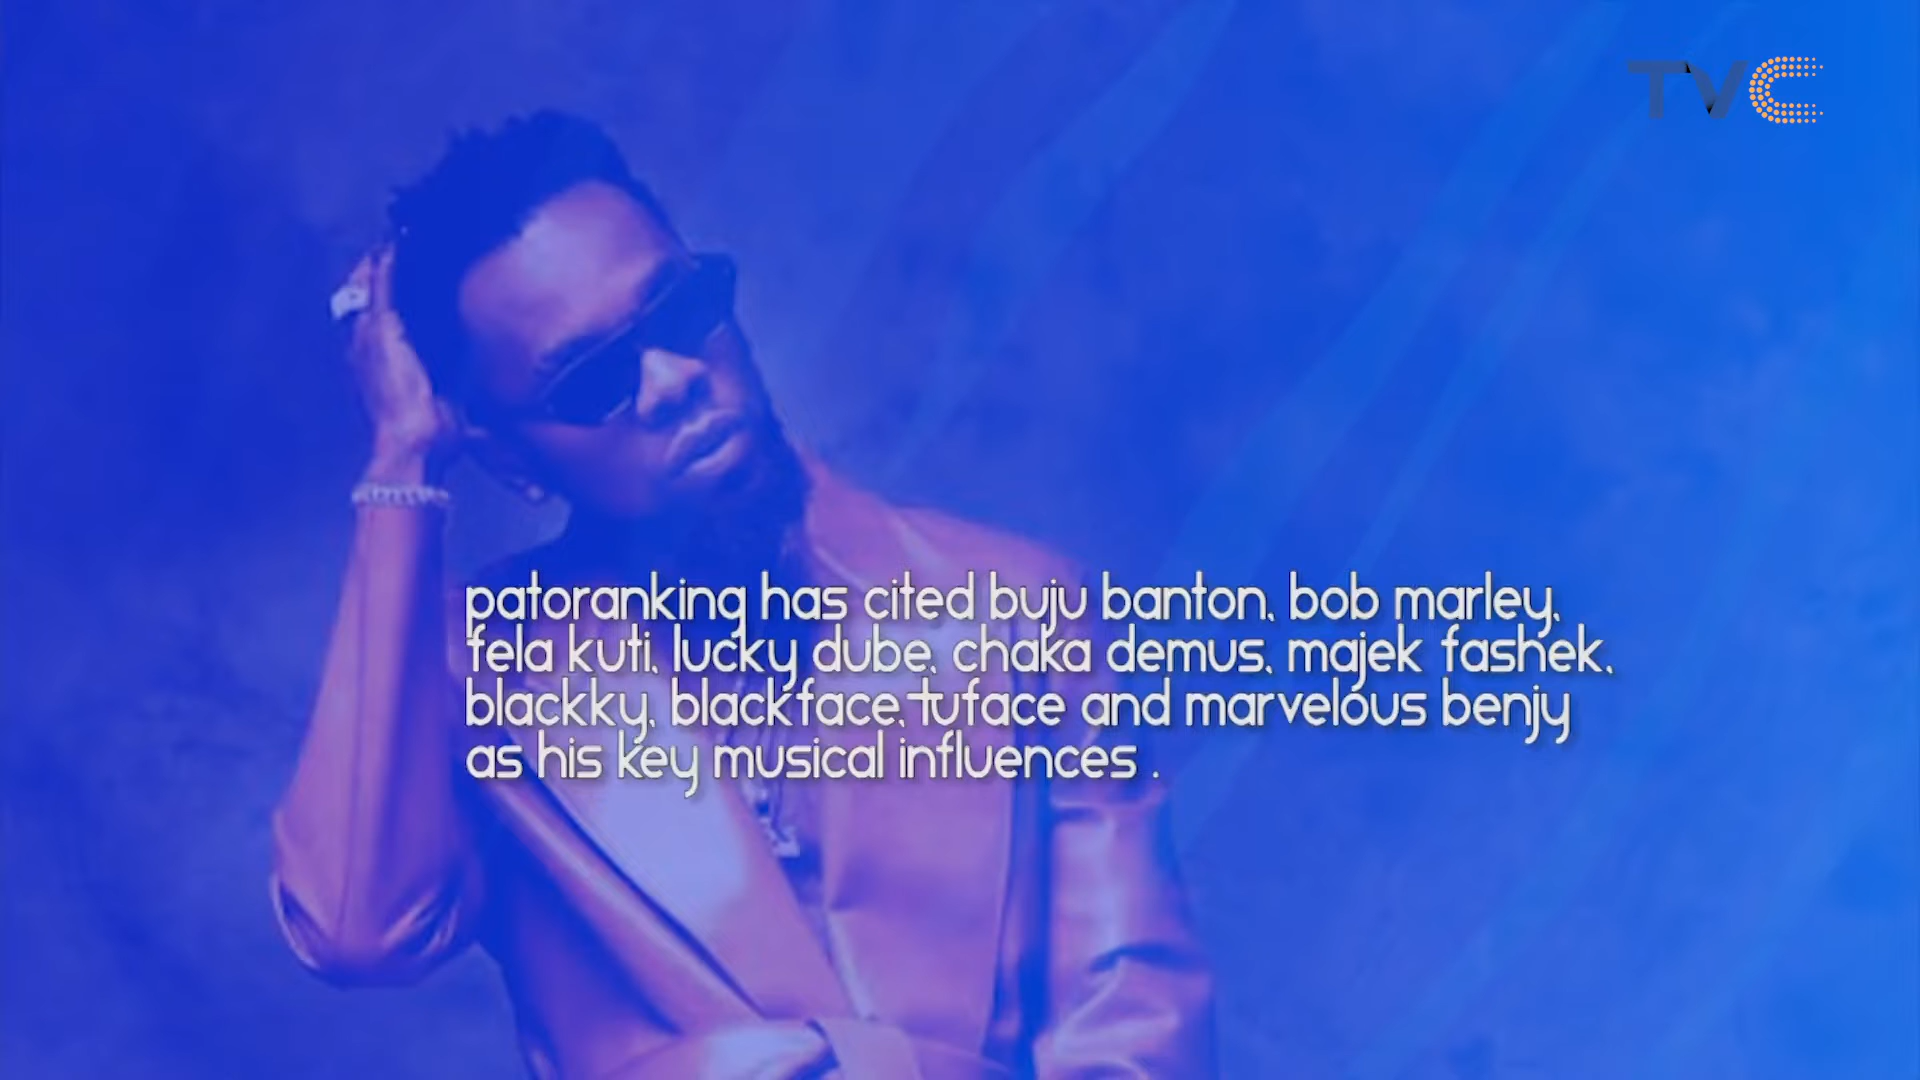 TVC
patoranking has cited buju banton, bob marley,
fela kuti, lucky dube, chaka demus, majek fashek,
blackky, blackface, tuface and marvelous benjy
as his key musical influences .